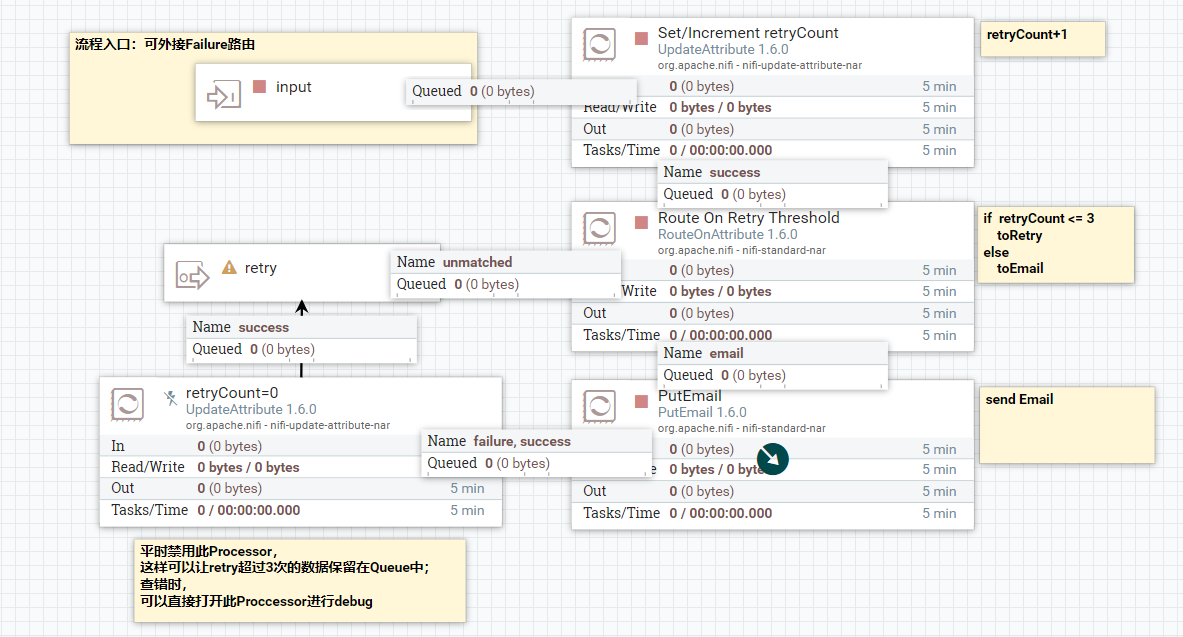 流程入口：可外接Failure路由
input
Queued 0 (0 bytes)
Set/Increment retryCount
UpdateAttribute 1.6.0
org.apache.nifi - nifi-update-attribute-nar
0 (0 bytes) 5 min
Read/Write 0 bytes / 0 bytes 5 min
Out 0 (0 bytes) 5 min
Tasks/Time 0 / 00:00:00.000 5 min
retryCount+1
Name success
Queued 0 (0 bytes)
Route On Retry Threshold
RouteOnAttribute 1.6.0
org.apache.nifi - nifi-standard-nar
0 (0 bytes) 5 min
Write 0 bytes / 0 bytes 5 min
Out 0 (0 bytes) 5 min
Tasks/Time 0 / 00:00:00.000 5 min
if retryCount <= 3
toRetry
else
toEmail
retry
Name unmatched
Queued 0 (0 bytes)
Name success
Queued 0 (0 bytes)
Name email
Queued 0 (0 bytes)
retryCount=0
UpdateAttribute 1.6.0
org.apache.nifi - nifi-update-attribute-nar
In 0 (0 bytes)
Read/Write 0 bytes / 0 bytes
Out 0 (0 bytes) 5 min
Tasks/Time 0 / 00:00:00.000 5 min
Name failure, success
Queued 0 (0 bytes)
PutEmail
PutEmail 1.6.0
org.apache.nifi - nifi-standard-nar
0 (0 bytes) 5 min
0 bytes / 0 bytes 5 min
Out 0 (0 bytes) 5 min
Tasks/Time 0 / 00:00:00.000 5 min
send Email
平时禁用此Processor，
这样可以让retry超过3次的数据保留在Queue中；
查错时，
可以直接打开此Proccessor进行debug